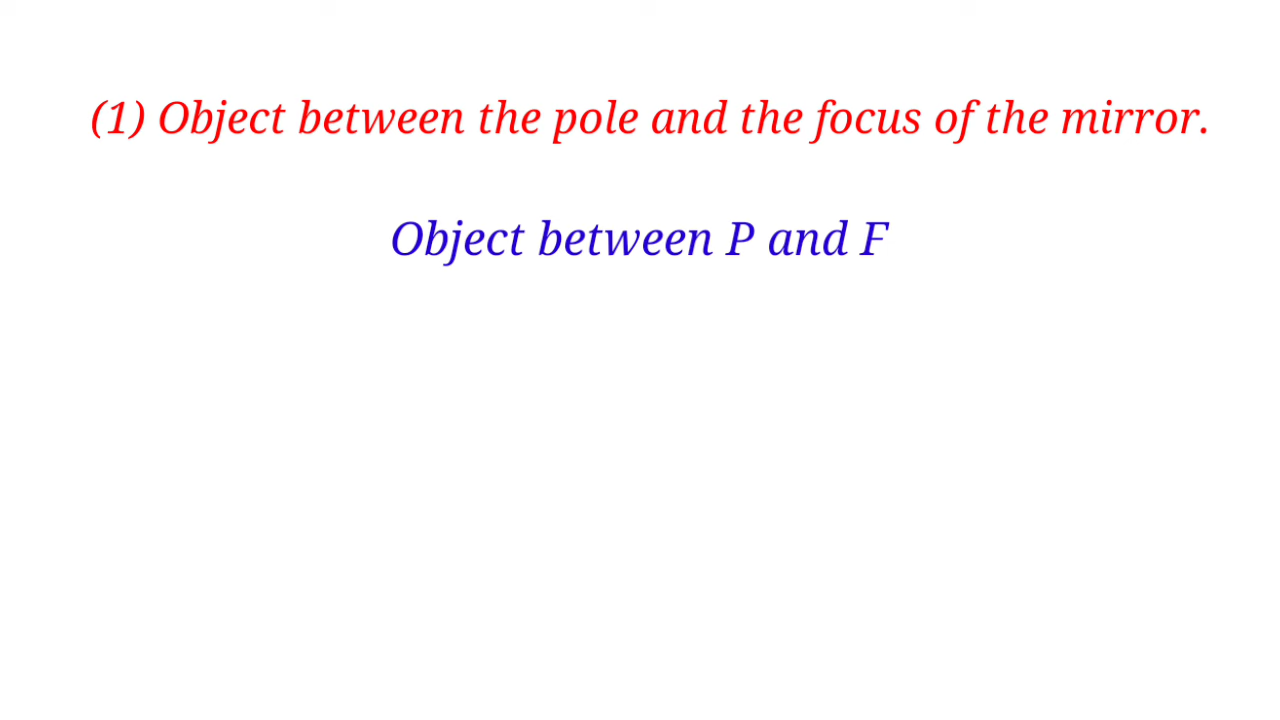 (1) Object between the pole and the focus of the mirror.
Object between P and F